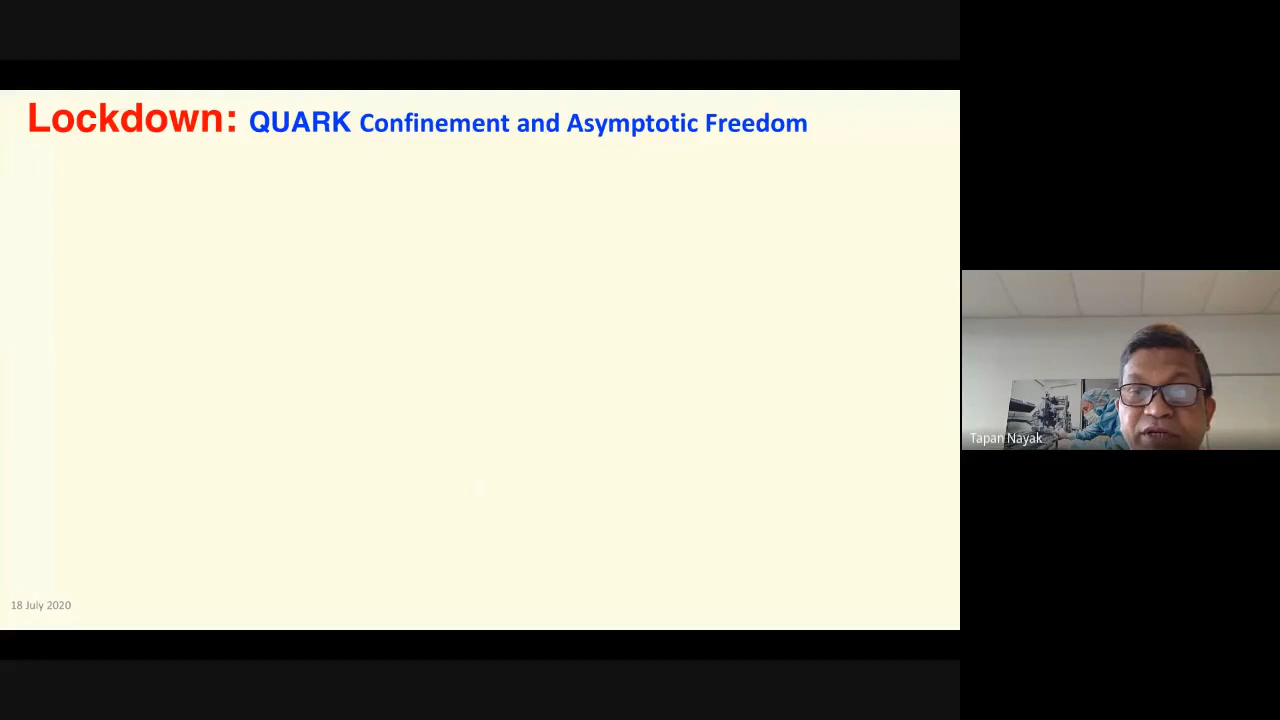 Lockdown: QUARK Confinement and Asymptotic Freedom
Tapan Nayak
18 July 2020